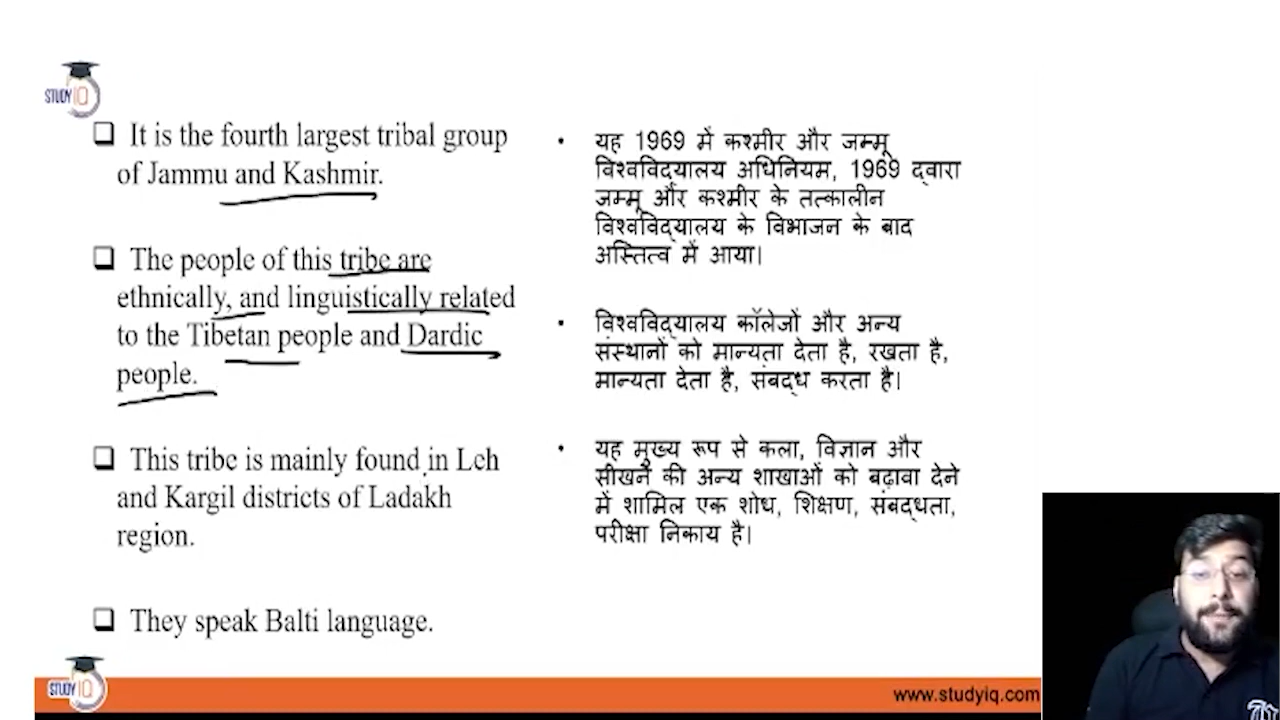 STUDY IQ
❑ It is the fourth largest tribal group
of Jammu and Kashmir.
❑ The people of this tribe are
ethnically, and linguistically related
to the Tibetan people and Dardic
people.
❑ This tribe is mainly found in Leh
and Kargil districts of Ladakh
region.
❑ They speak Balti language.
• यह 1969 में कश्मीर और जम्मू
विश्वविद्यालय अधिनियम, 1969 द्वारा
जम्मू और कश्मीर के तत्कालीन
विश्वविद्यालय के विभाजन के बाद
अस्तित्व में आया।
• विश्वविद्यालय कॉलेजों और अन्य
संस्थानों को मान्यता देता है, रखता है,
मान्यता देता है, संबद्ध करता है।
• यह मुख्य रूप से कला, विज्ञान और
सीखने की अन्य शाखाओं को बढ़ावा देने
में शामिल एक शोध, शिक्षण, संबद्धता,
परीक्षा निकाय है।
STUDY IQ
www.studyiq.com